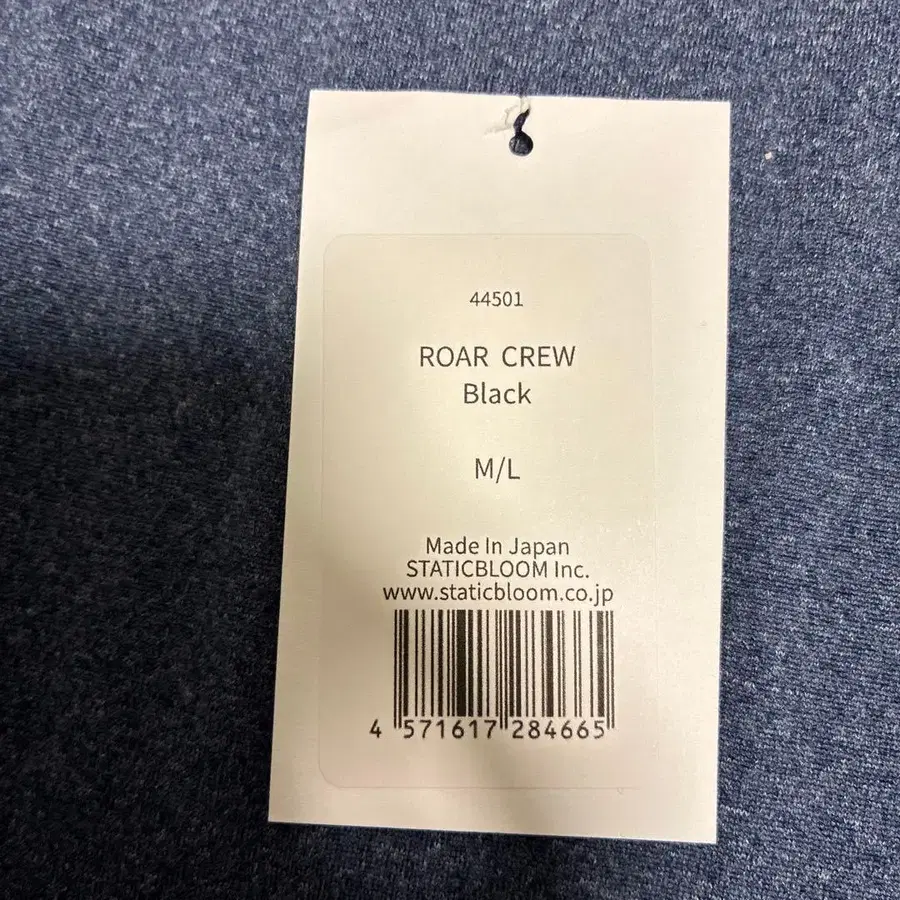 44501
ROAR CREW
Black
M/L
Made In Japan
STATICBLOOM Inc.
www.staticbloom.co.jp
4 571617 284665